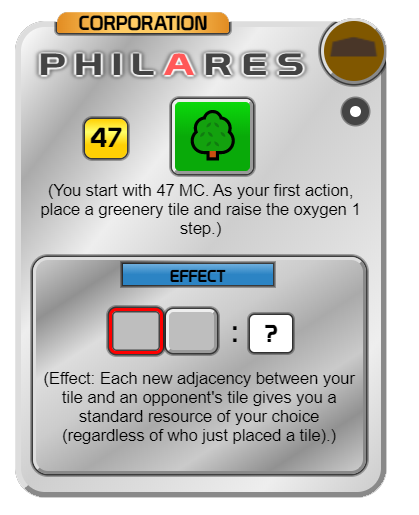 CORPORATION
PHILARES
47
(You start with 47 MC. As your first action,
place a greenery tile and raise the oxygen 1
step.)
EFFECT
: ?
(Effect: Each new adjacency between your
tile and an opponent's tile gives you a
standard resource of your choice
(regardless of who just placed a tile).)